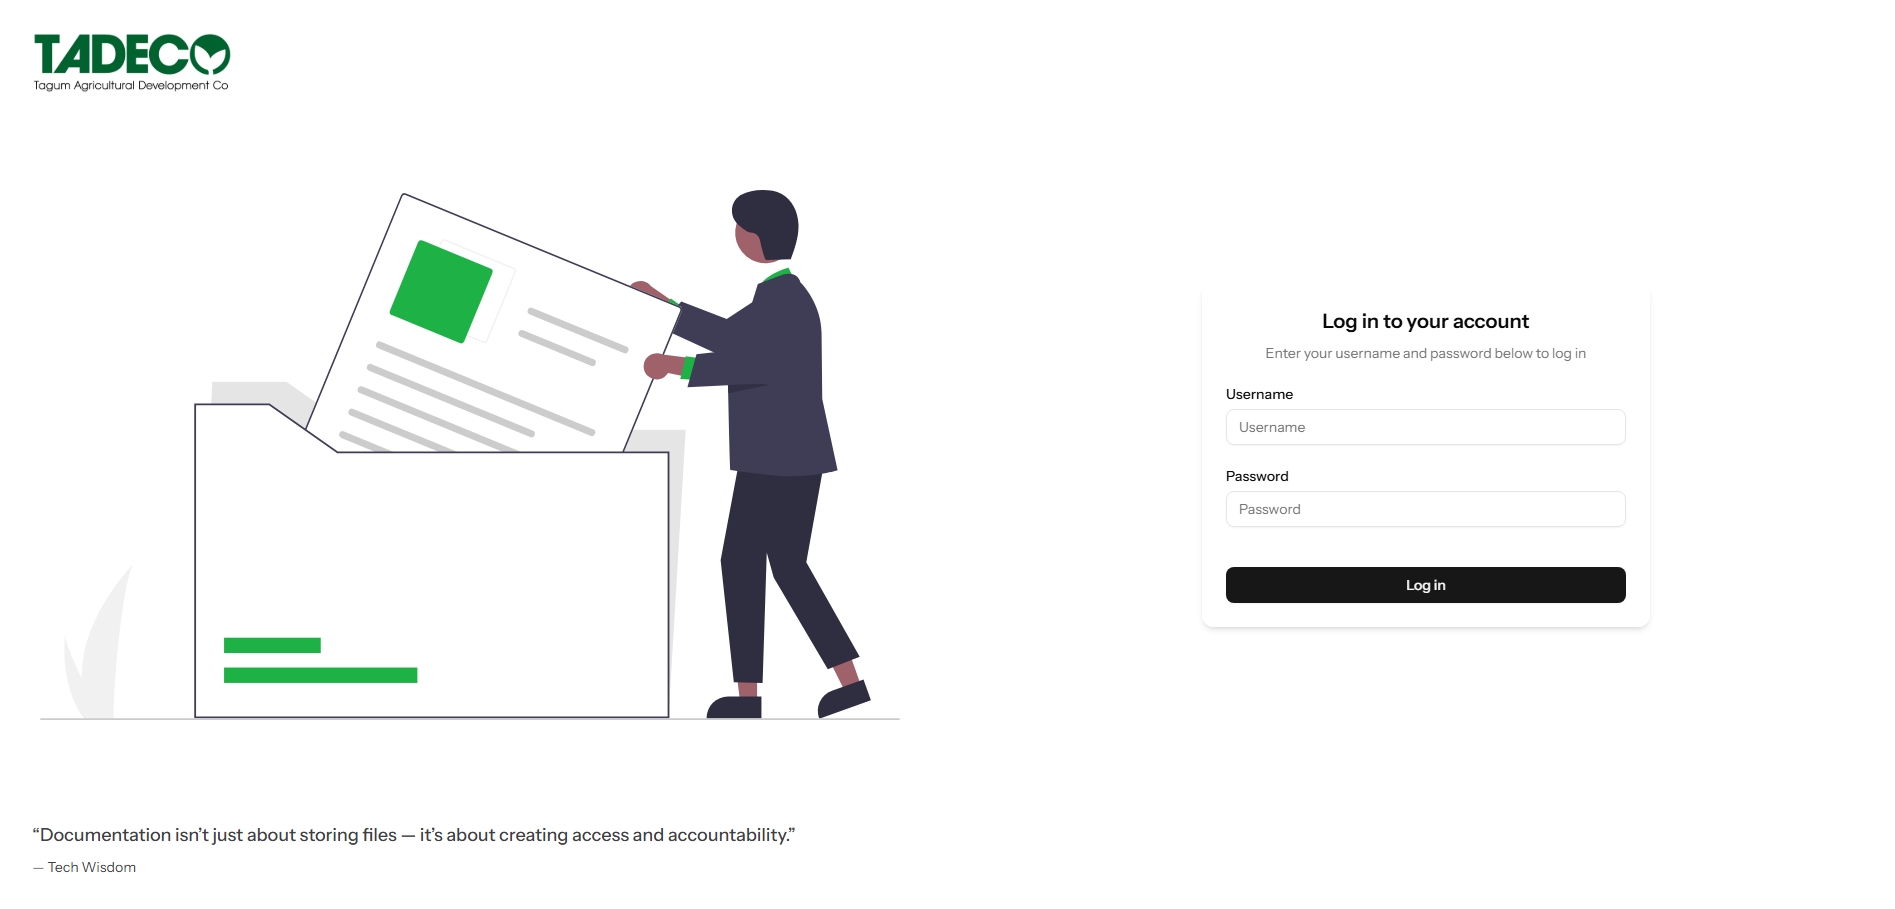 TADECO
Tagum Agricultural Development Co
Log in to your account
Enter your username and password below to log in
Username
Username
Password
Password
Log in
“Documentation isn’t just about storing files — it’s about creating access and accountability.”
— Tech Wisdom